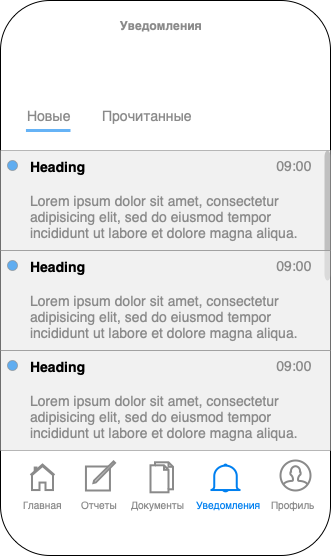 Уведомления
Новые Прочитанные
Heading 09:00
Lorem ipsum dolor sit amet, consectetur
adipisicing elit, sed do eiusmod tempor
incididunt ut labore et dolore magna aliqua.
Heading 09:00
Lorem ipsum dolor sit amet, consectetur
adipisicing elit, sed do eiusmod tempor
incididunt ut labore et dolore magna aliqua.
Heading 09:00
Lorem ipsum dolor sit amet, consectetur
adipisicing elit, sed do eiusmod tempor
incididunt ut labore et dolore magna aliqua.
Главная Отчеты Документы Уведомления Профиль